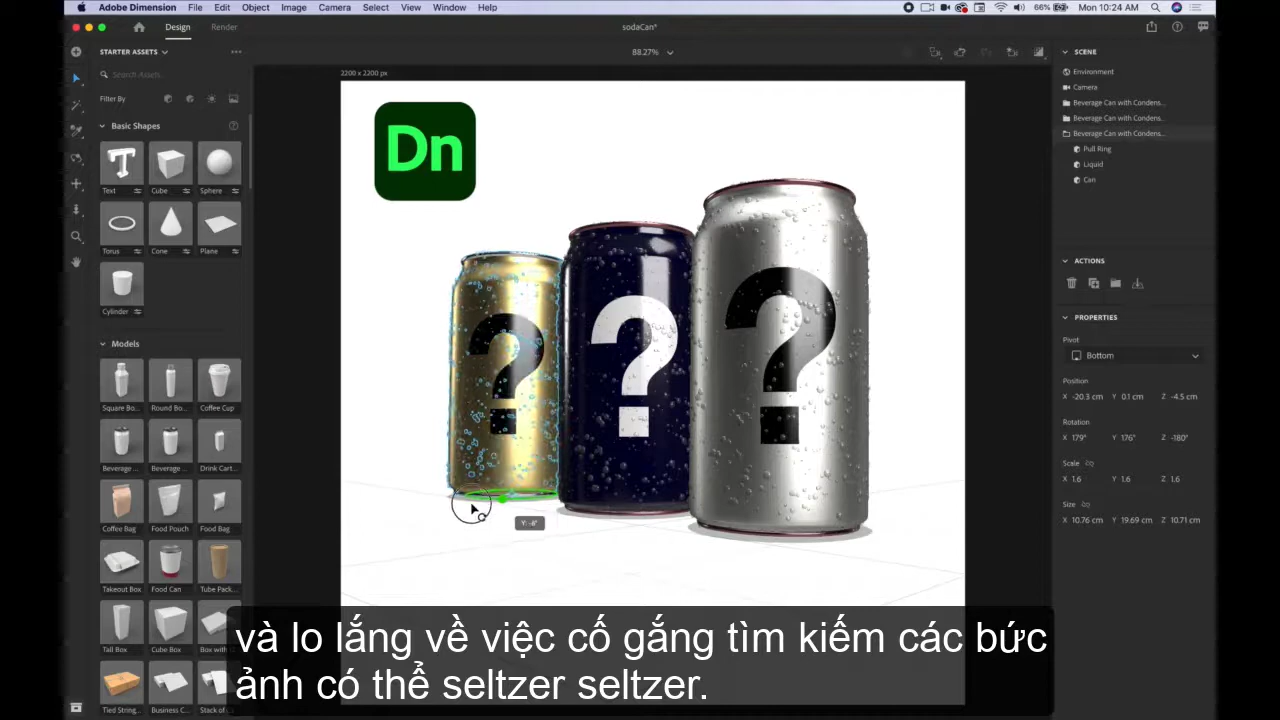 Adobe Dimension File Edit Object Image Camera Select View Window Help
66% Mon 10:24 AM
Design Render
sodaCan*
STARTER ASSETS
88.27%
Search Assets
Filter By
Basic Shapes
Text Cube Sphere
Torus Cone Plane
Cylinder
Models
Square Bo... Round Bo... Coffee Cup
Beverage ... Beverage ... Drink Cart...
Coffee Bag Food Pouch Food Bag
Takeout Box Food Can Tube Pack...
Tall Box Cube Box Box with
Tied String... Business C... Stack of
2200 x 2200 px
Dn
? ? ?
Y: -8°
SCENE
Environment
Camera
Beverage Can with Condens...
Beverage Can with Condens...
Beverage Can with Condens...
Pull Ring
Liquid
Can
ACTIONS
PROPERTIES
Pivot
Bottom
Position
X -20.3 cm Y 0.1 cm Z -4.5 cm
Rotation
X 179° Y 176° Z -180°
Scale
X 1.6 Y 1.6 Z 1.6
Size
X 10.76 cm Y 19.69 cm Z 10.71 cm
và lo lắng về việc cố gắng tìm kiếm các bức
ảnh có thể seltzer seltzer.